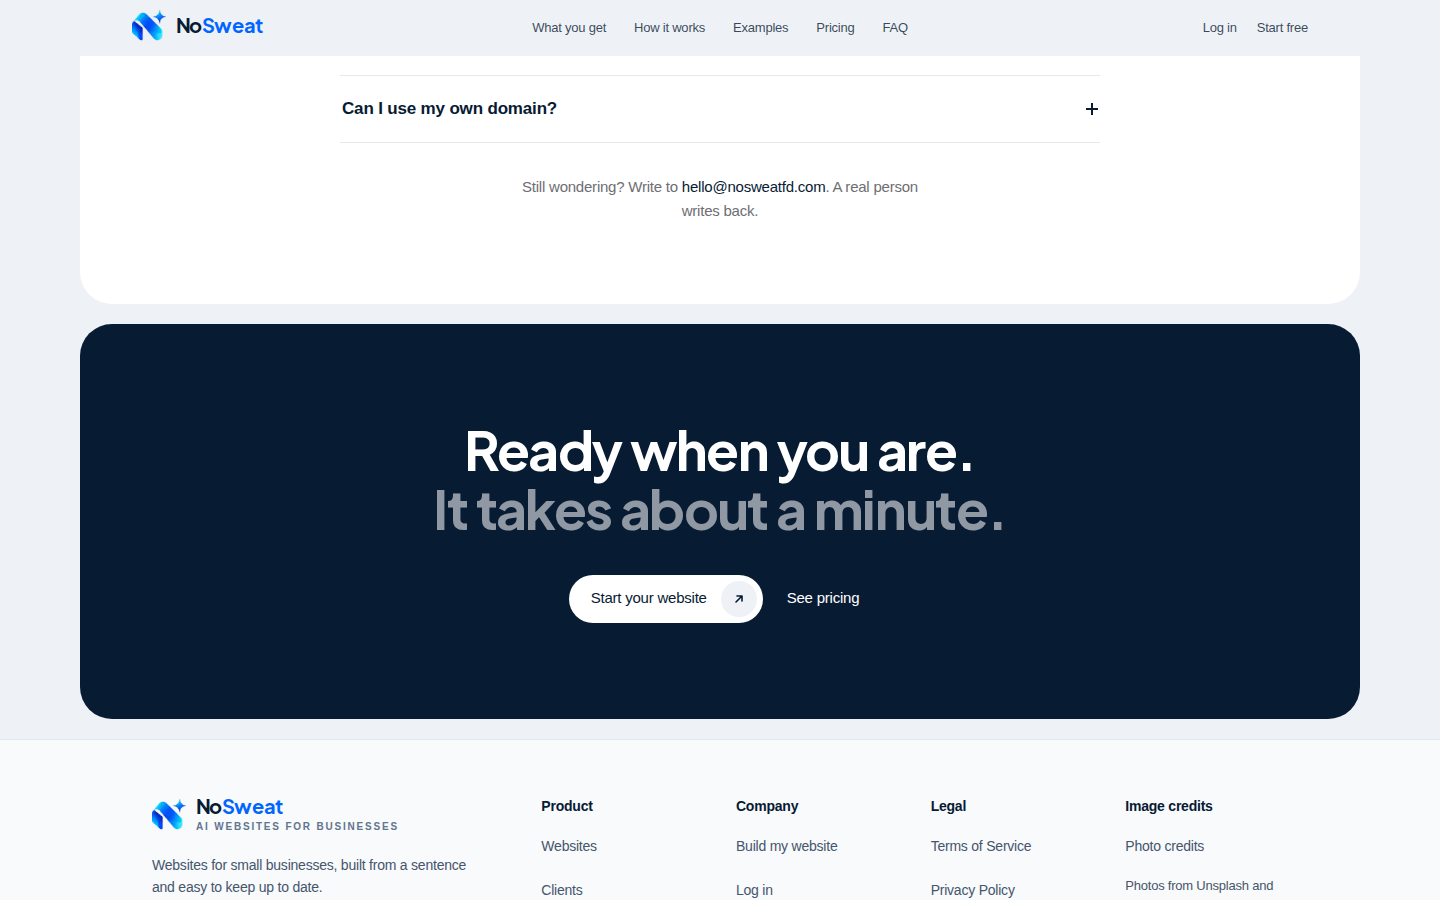 NoSweat
What you get
How it works
Examples
Pricing
FAQ
Log in
Start free
Can I use my own domain?
Still wondering? Write to hello@nosweatfd.com. A real person
writes back.
Ready when you are.
It takes about a minute.
Start your website
See pricing
NoSweat
AI WEBSITES FOR BUSINESSES
Websites for small businesses, built from a sentence
and easy to keep up to date.
Product
Websites
Clients
Company
Build my website
Log in
Legal
Terms of Service
Privacy Policy
Image credits
Photo credits
Photos from Unsplash and